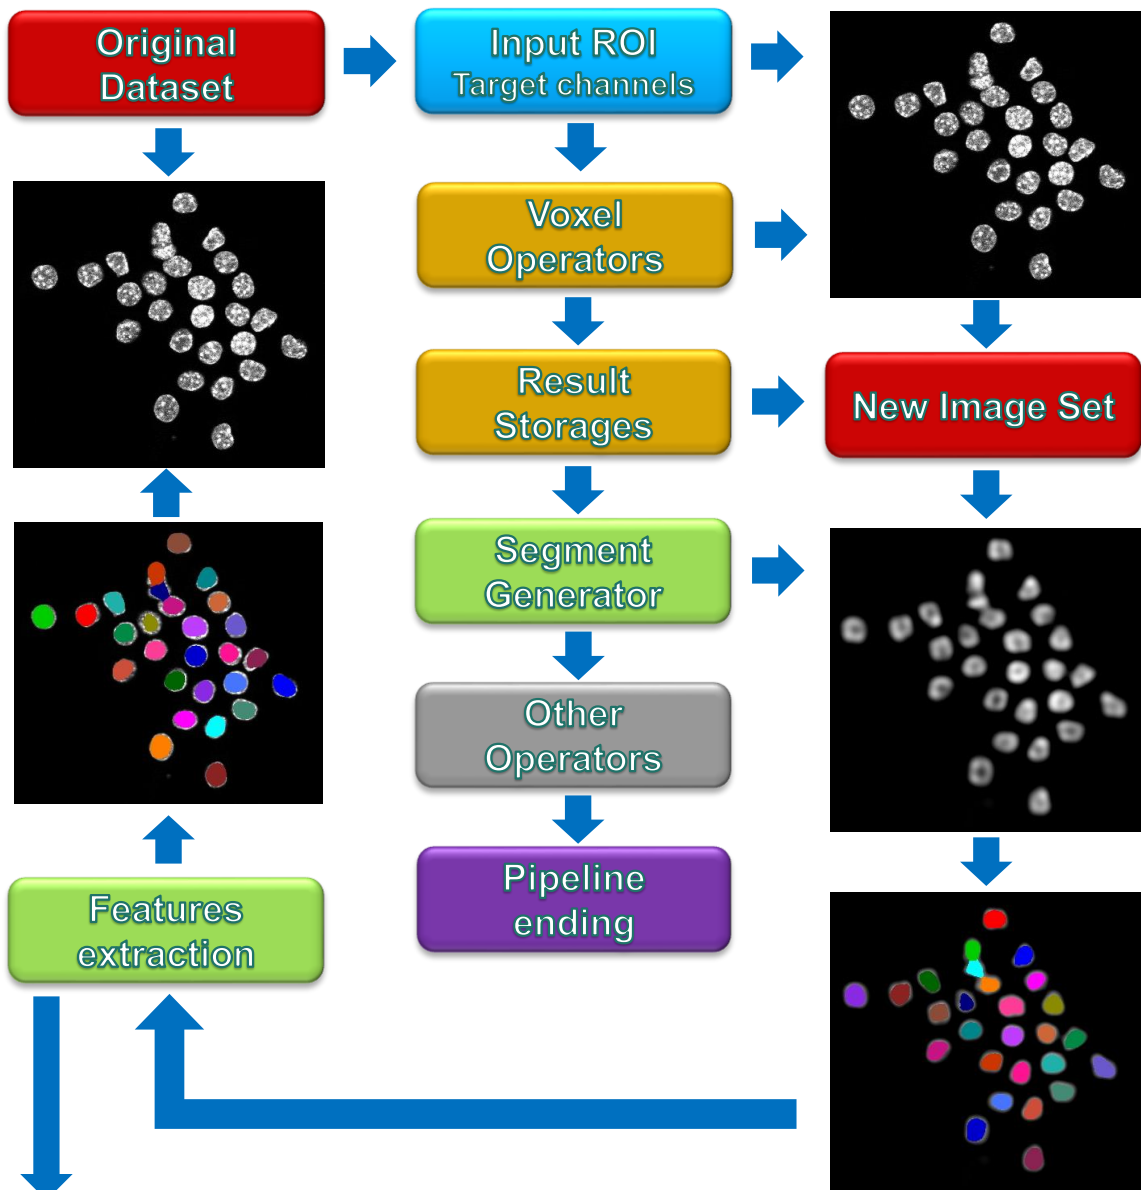 Original
Dataset
Input ROI
Target channels
Voxel
Operators
Result
Storages
New Image Set
Segment
Generator
Other
Operators
Pipeline
ending
Features
extraction